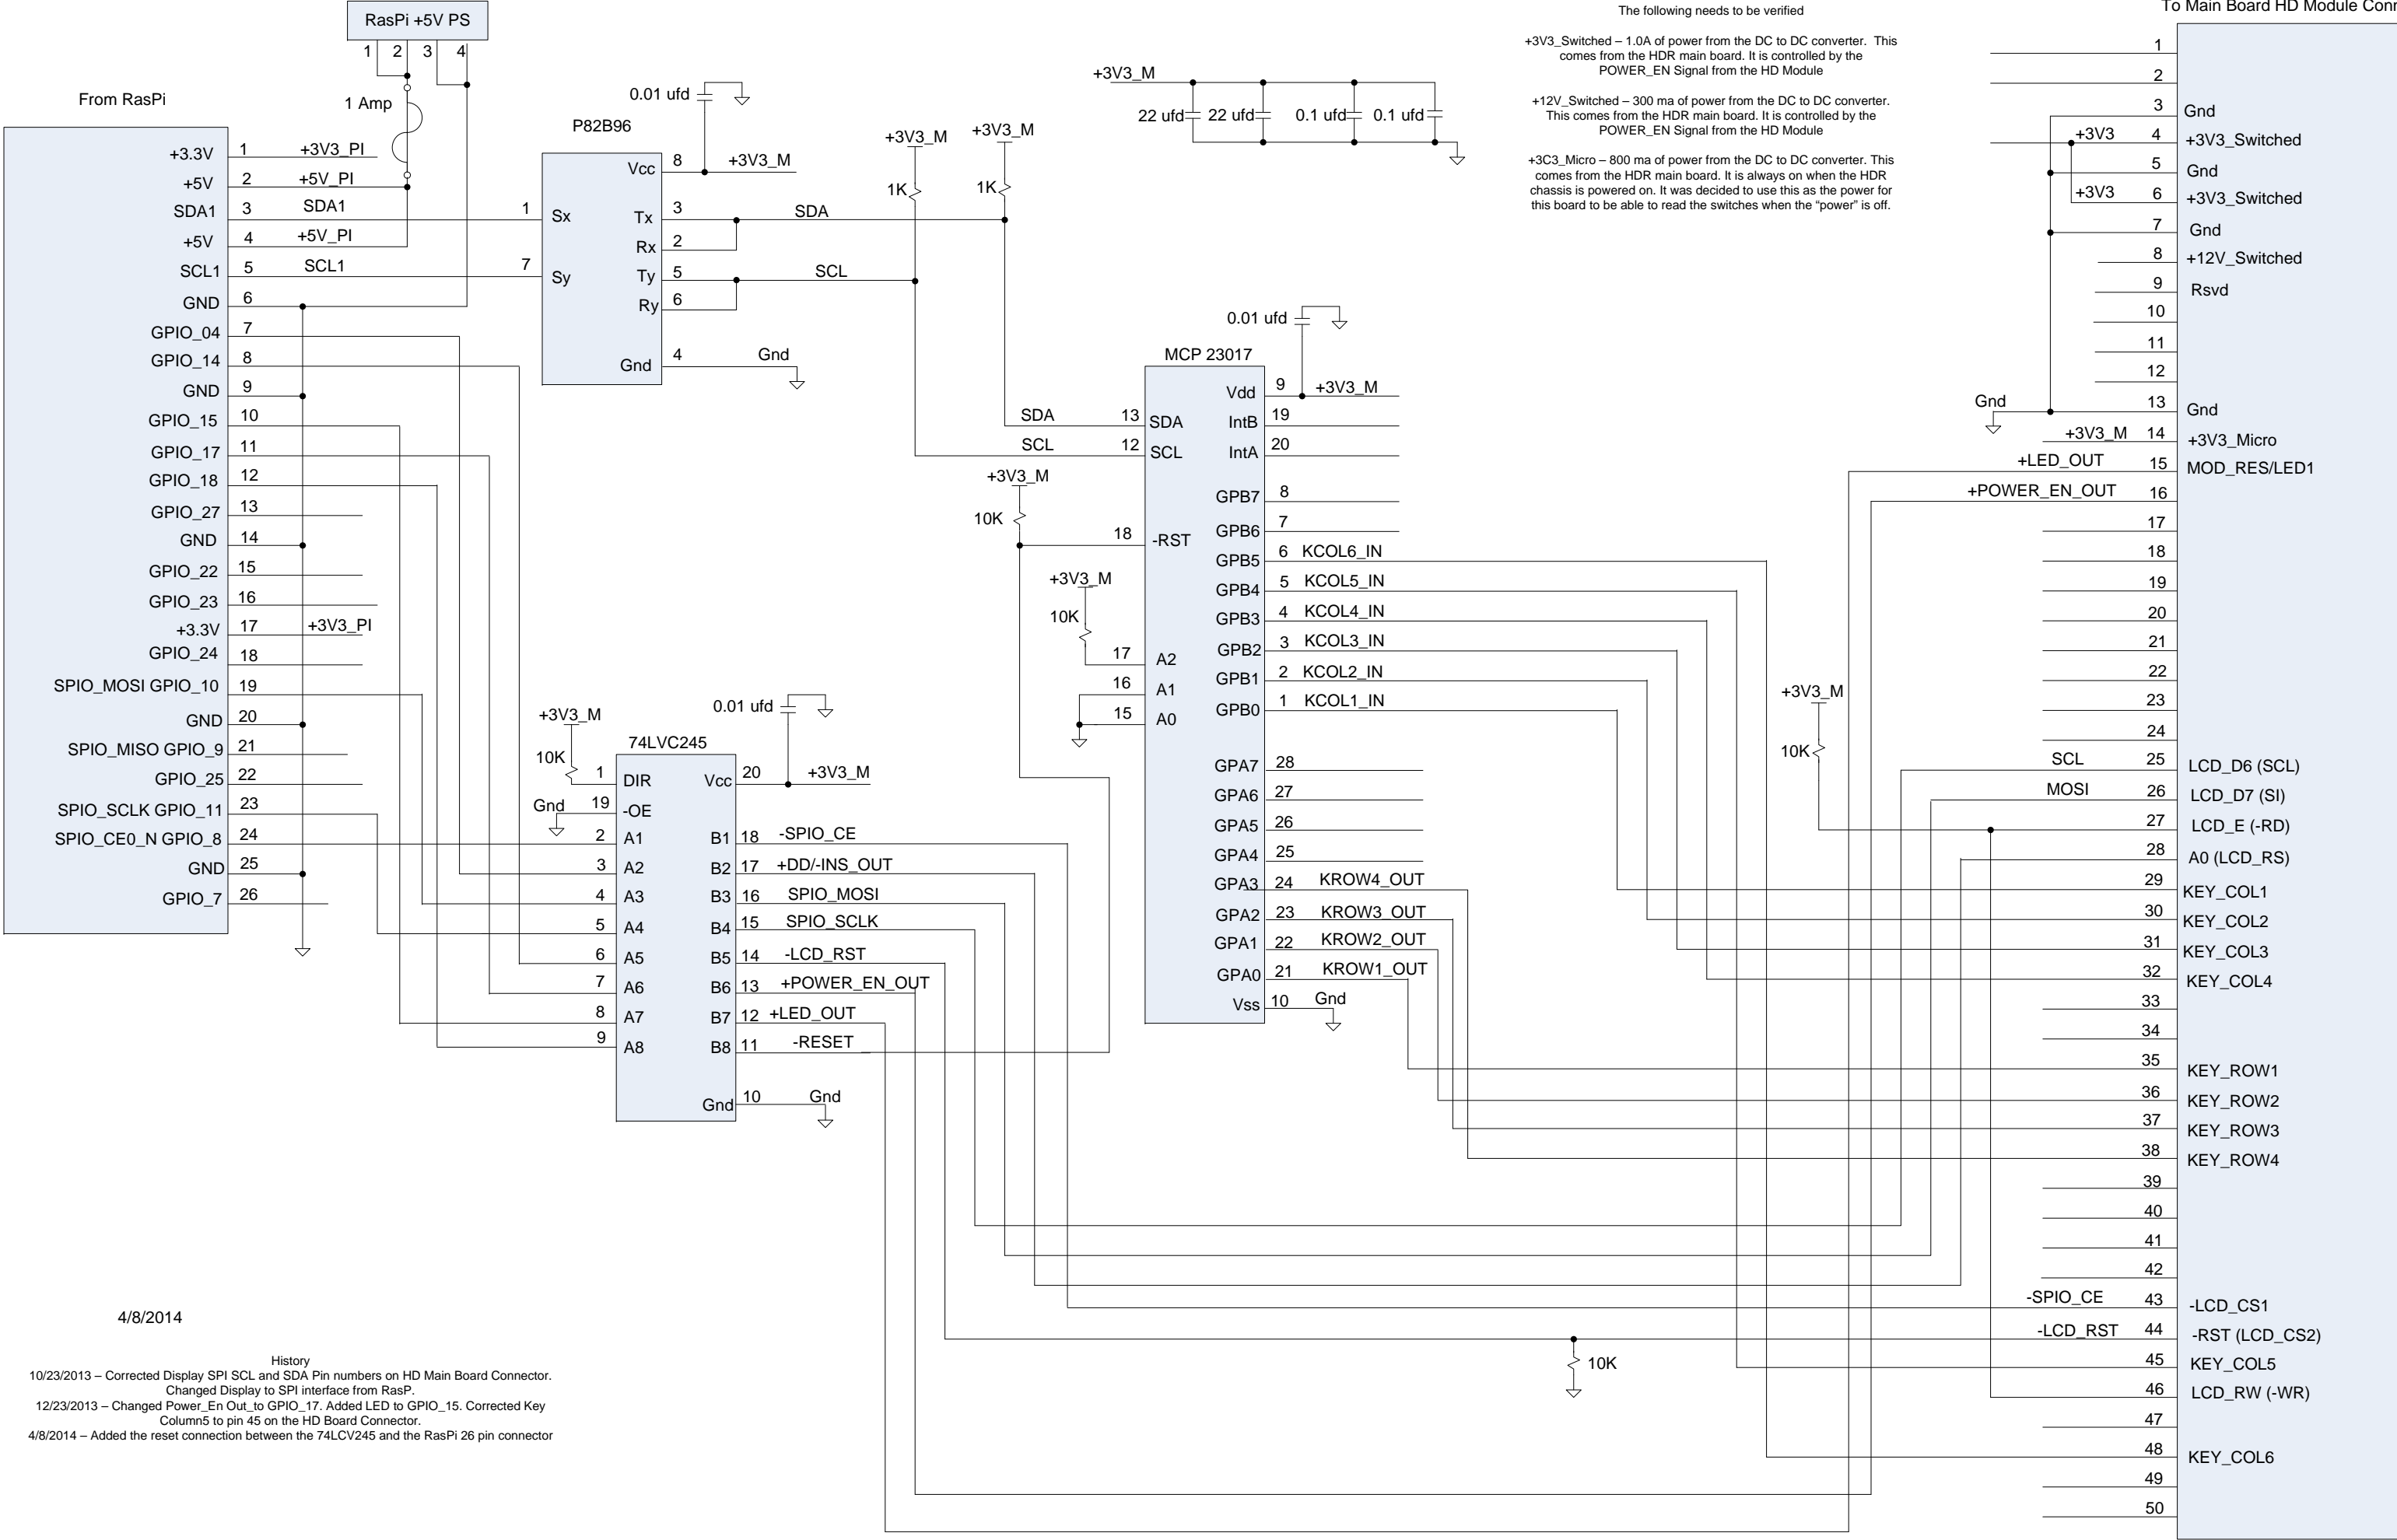 RasPi +5V PS
1 2 3 4
1 Amp
From RasPi
+3.3V 1 +3V3_PI
+5V 2 +5V_PI
SDA1 3 SDA1
+5V 4 +5V_PI
SCL1 5 SCL1
GND 6
GPIO_04 7
GPIO_14 8
GND 9
GPIO_15 10
GPIO_17 11
GPIO_18 12
GPIO_27 13
GND 14
GPIO_22 15
GPIO_23 16
+3.3V 17 +3V3_PI
GPIO_24 18
SPIO_MOSI GPIO_10 19
GND 20
SPIO_MISO GPIO_9 21
GPIO_25 22
SPIO_SCLK GPIO_11 23
SPIO_CE0_N GPIO_8 24
GND 25
GPIO_7 26
0.01 ufd
P82B96
Vcc 8 +3V3_M
1 Sx Tx 3 SDA
Rx 2
7 Sy Ty 5 SCL
Ry 6
Gnd 4 Gnd
+3V3_M
1K
+3V3_M
1K
+3V3_M
22 ufd 22 ufd 0.1 ufd 0.1 ufd
The following needs to be verified
+3V3_Switched – 1.0A of power from the DC to DC converter. This
comes from the HDR main board. It is controlled by the
POWER_EN Signal from the HD Module
+12V_Switched – 300 ma of power from the DC to DC converter.
This comes from the HDR main board. It is controlled by the
POWER_EN Signal from the HD Module
+3C3_Micro – 800 ma of power from the DC to DC converter. This
comes from the HDR main board. It is always on when the HDR
chassis is powered on. It was decided to use this as the power for
this board to be able to read the switches when the “power” is off.
0.01 ufd
MCP 23017
Vdd 9 +3V3_M
SDA 13 SDA IntB 19
SCL 12 SCL IntA 20
+3V3_M
10K
GPB7 8
GPB6 7
18 -RST
GPB5 6 KCOL6_IN
+3V3_M
10K
GPB4 5 KCOL5_IN
GPB3 4 KCOL4_IN
GPB2 3 KCOL3_IN
17 A2
GPB1 2 KCOL2_IN
16 A1
GPB0 1 KCOL1_IN
15 A0
GPA7 28
GPA6 27
GPA5 26
GPA4 25
GPA3 24 KROW4_OUT
GPA2 23 KROW3_OUT
GPA1 22 KROW2_OUT
GPA0 21 KROW1_OUT
Vss 10 Gnd
0.01 ufd
+3V3_M
10K
74LVC245
1 DIR Vcc 20 +3V3_M
Gnd 19 -OE
2 A1 B1 18 -SPIO_CE
3 A2 B2 17 +DD/-INS_OUT
4 A3 B3 16 SPIO_MOSI
5 A4 B4 15 SPIO_SCLK
6 A5 B5 14 -LCD_RST
7 A6 B6 13 +POWER_EN_OUT
8 A7 B7 12 +LED_OUT
9 A8 B8 11 -RESET
Gnd 10 Gnd
+3V3_M
10K
10K
To Main Board HD Module Conn
1
2
3 Gnd
+3V3 4 +3V3_Switched
5 Gnd
+3V3 6 +3V3_Switched
7 Gnd
8 +12V_Switched
9 Rsvd
10
11
12
Gnd 13 Gnd
+3V3_M 14 +3V3_Micro
+LED_OUT 15 MOD_RES/LED1
+POWER_EN_OUT 16
17
18
19
20
21
22
23
24
SCL 25 LCD_D6 (SCL)
MOSI 26 LCD_D7 (SI)
27 LCD_E (-RD)
28 A0 (LCD_RS)
29 KEY_COL1
30 KEY_COL2
31 KEY_COL3
32 KEY_COL4
33
34
35 KEY_ROW1
36 KEY_ROW2
37 KEY_ROW3
38 KEY_ROW4
39
40
41
42
-SPIO_CE 43 -LCD_CS1
-LCD_RST 44 -RST (LCD_CS2)
45 KEY_COL5
46 LCD_RW (-WR)
47
48 KEY_COL6
49
50
4/8/2014
History
10/23/2013 – Corrected Display SPI SCL and SDA Pin numbers on HD Main Board Connector.
Changed Display to SPI interface from RasP.
12/23/2013 – Changed Power_En Out_to GPIO_17. Added LED to GPIO_15. Corrected Key
Column5 to pin 45 on the HD Board Connector.
4/8/2014 – Added the reset connection between the 74LCV245 and the RasPi 26 pin connector